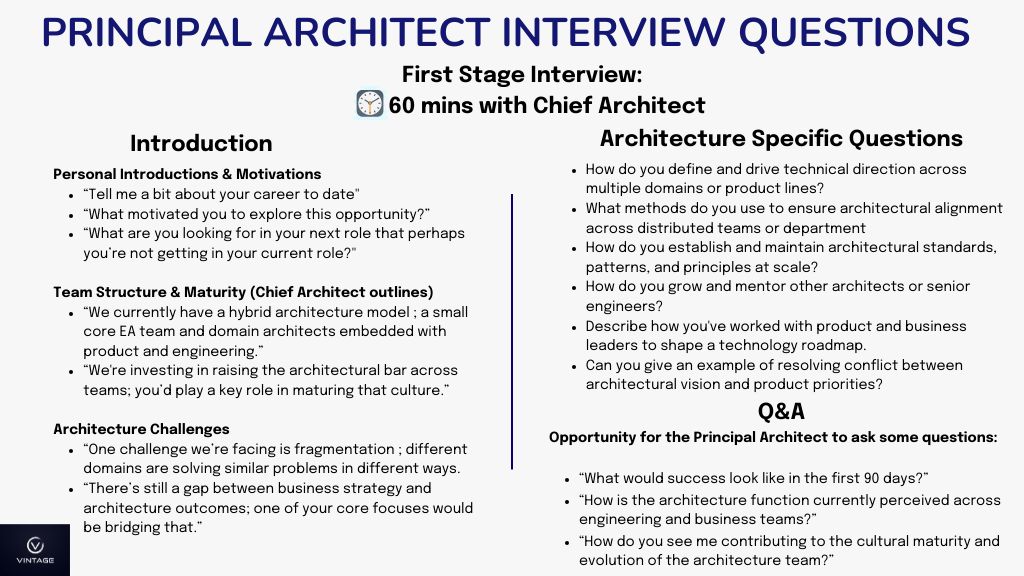 PRINCIPAL ARCHITECT INTERVIEW QUESTIONS
First Stage Interview:
60 mins with Chief Architect
Introduction
Personal Introductions & Motivations
• “Tell me a bit about your career to date"
• “What motivated you to explore this opportunity?”
• “What are you looking for in your next role that perhaps
you’re not getting in your current role?"
Team Structure & Maturity (Chief Architect outlines)
• “We currently have a hybrid architecture model ; a small
core EA team and domain architects embedded with
product and engineering.”
• “We're investing in raising the architectural bar across
teams; you’d play a key role in maturing that culture.”
Architecture Challenges
• “One challenge we’re facing is fragmentation ; different
domains are solving similar problems in different ways.
• “There’s still a gap between business strategy and
architecture outcomes; one of your core focuses would
be bridging that.”
VINTAGE
Architecture Specific Questions
• How do you define and drive technical direction across
multiple domains or product lines?
• What methods do you use to ensure architectural alignment
across distributed teams or department
• How do you establish and maintain architectural standards,
patterns, and principles at scale?
• How do you grow and mentor other architects or senior
engineers?
• Describe how you've worked with product and business
leaders to shape a technology roadmap.
• Can you give an example of resolving conflict between
architectural vision and product priorities?
Q&A
Opportunity for the Principal Architect to ask some questions:
• “What would success look like in the first 90 days?”
• “How is the architecture function currently perceived across
engineering and business teams?”
• “How do you see me contributing to the cultural maturity and
evolution of the architecture team?”